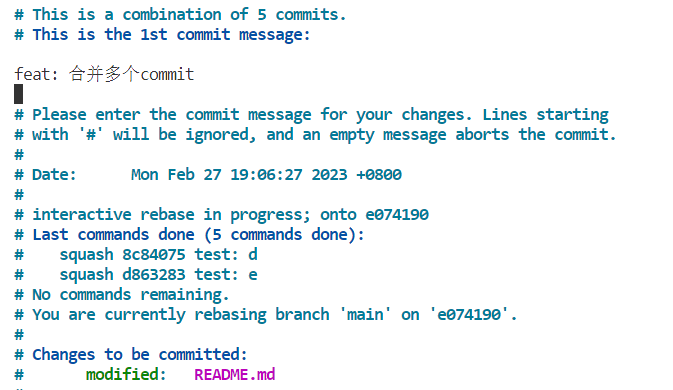 # This is a combination of 5 commits.
# This is the 1st commit message:
feat: 合并多个commit
# Please enter the commit message for your changes. Lines starting
# with '#' will be ignored, and an empty message aborts the commit.
#
# Date:      Mon Feb 27 19:06:27 2023 +0800
#
# interactive rebase in progress; onto e074190
# Last commands done (5 commands done):
#    squash 8c84075 test: d
#    squash d863283 test: e
# No commands remaining.
# You are currently rebasing branch 'main' on 'e074190'.
#
# Changes to be committed:
#       modified:   README.md
#